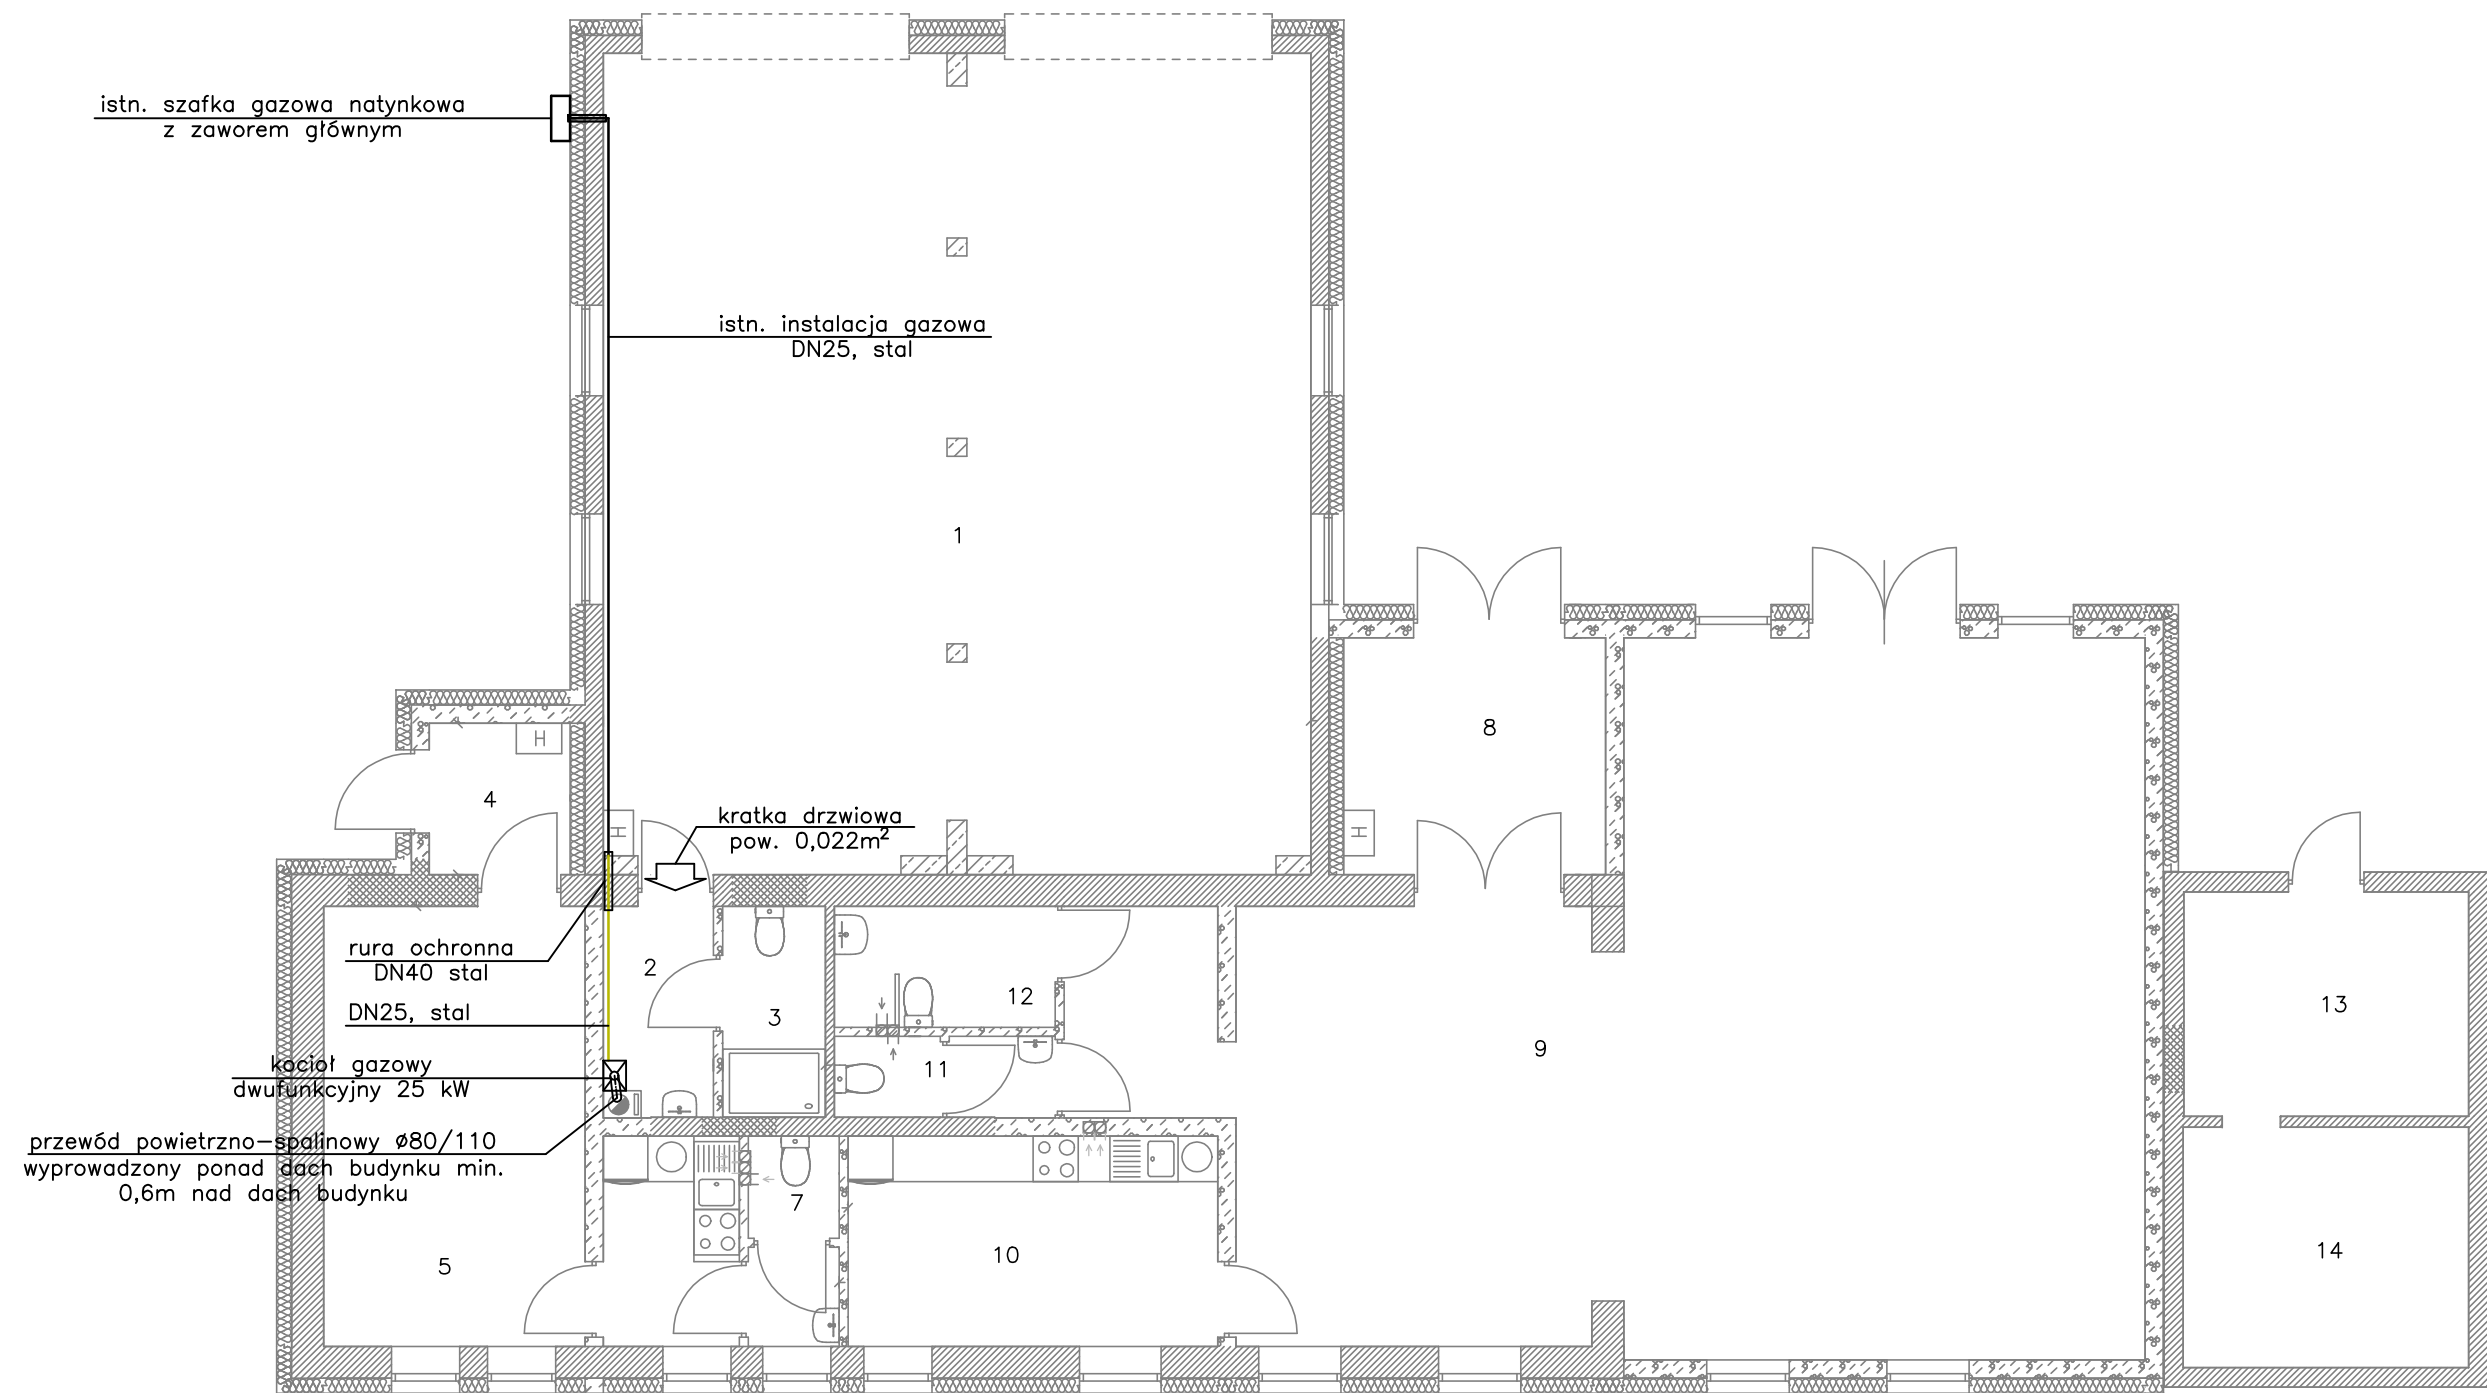 istn. szafka gazowa natynkowa
z zaworem głównym
istn. instalacja gazowa
DN25, stal
1
8
H
4
kratka drzwiowa
pow. 0,022m²
H
H
rura ochronna
DN40 stal
2
12
13
DN25, stal
3
9
kocioł gazowy
dwufunkcyjny 25 kW
11
przewód powietrzno-spalinowy ø80/110
wyprowadzony ponad dach budynku min.
0,6m nad dach budynku
7
5
10
14